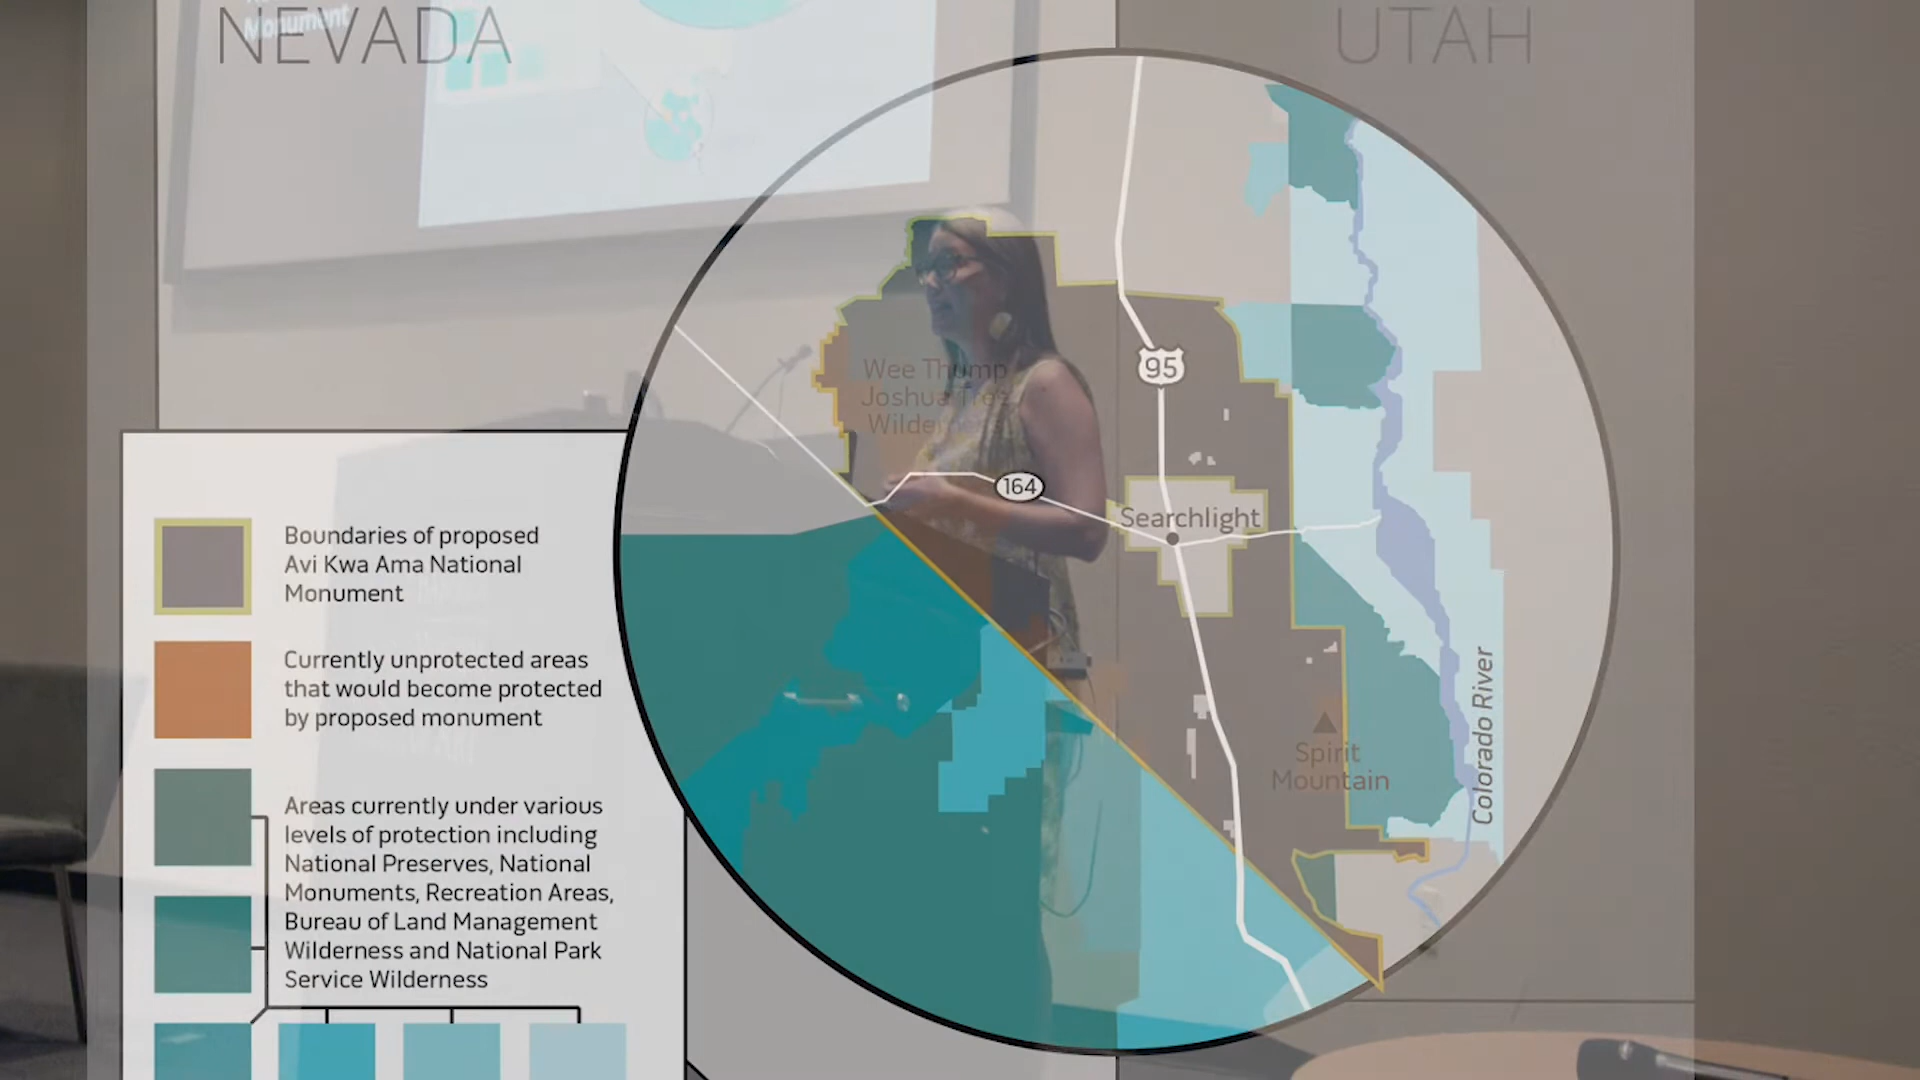 Monument
NEVADA
UTAH
95
Wee Thump
Joshua Tree
Wilderness
164
Searchlight
Boundaries of proposed
Avi Kwa Ama National
Monument
Currently unprotected areas
that would become protected
by proposed monument
Spirit
Mountain
Colorado River
Areas currently under various
levels of protection including
National Preserves, National
Monuments, Recreation Areas,
Bureau of Land Management
Wilderness and National Park
Service Wilderness